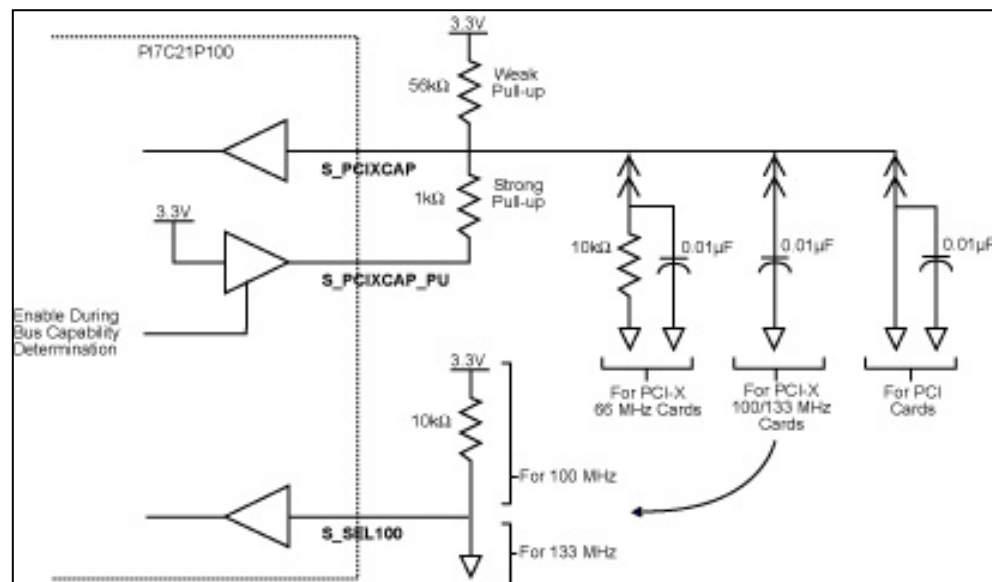 PI7C21P100
3.3V
56kΩ
Weak
Pull-up
S_PCIXCAP
1kΩ
Strong
Pull-up
3.3V
S_PCIXCAP_PU
Enable During
Bus Capability
Determination
10kΩ
0.01µF
0.01µF
0.01µF
For PCI-X
66 MHz Cards
For PCI-X
100/133 MHz
Cards
For PCI
Cards
3.3V
10kΩ
For 100 MHz
S_SEL100
For 133 MHz